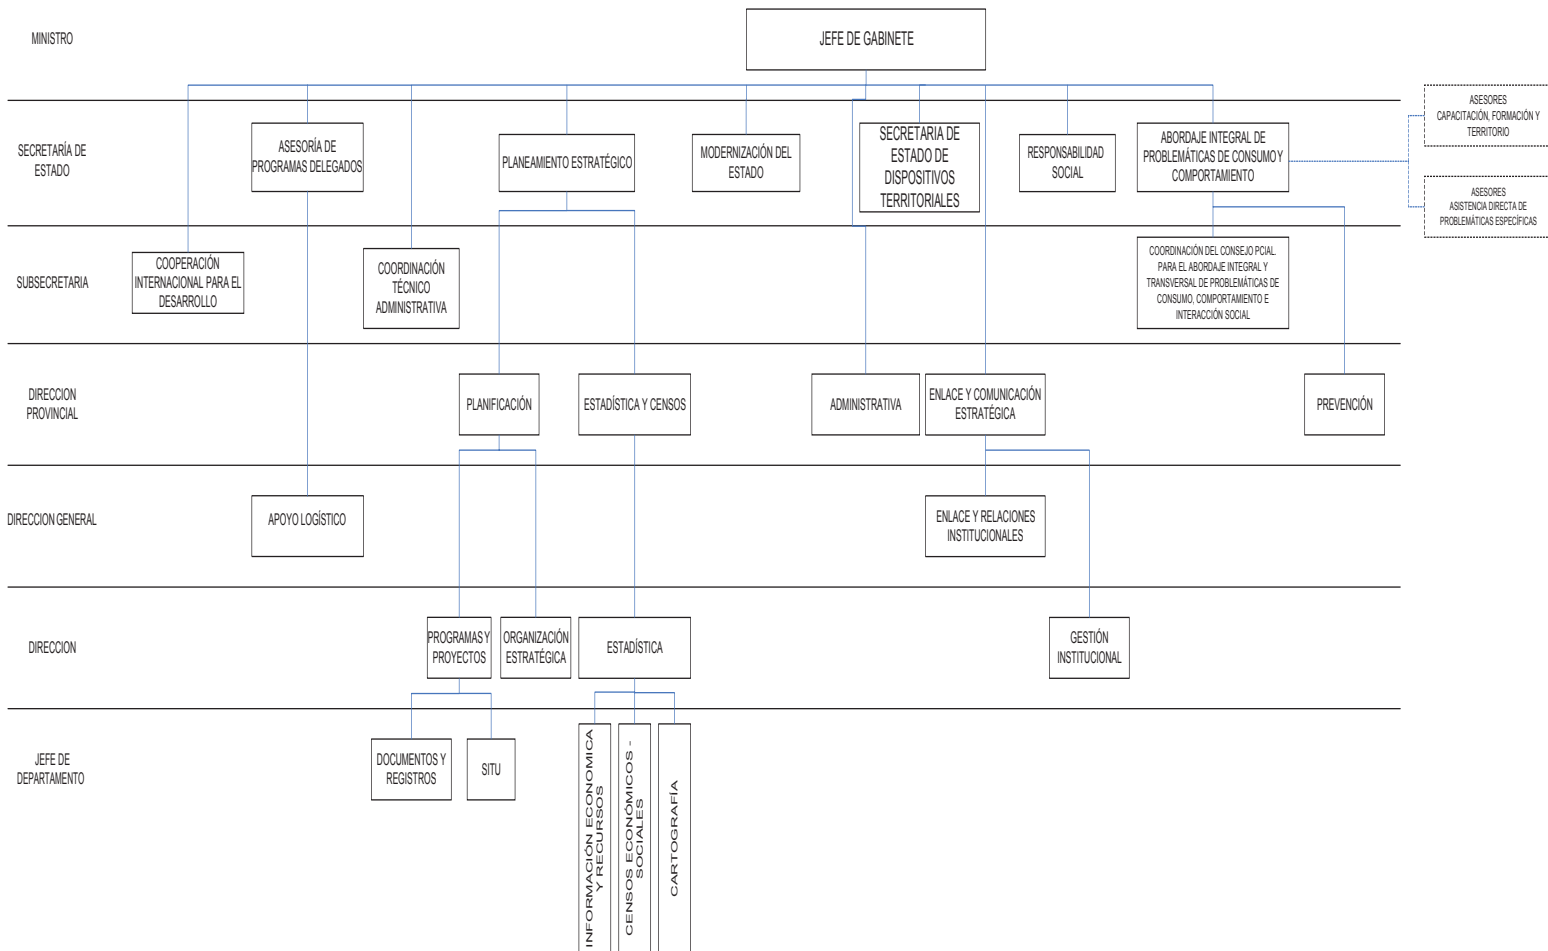 MINISTRO
JEFE DE GABINETE
SECRETARÍA DE
ESTADO
ASESORÍA DE
PROGRAMAS DELEGADOS
PLANEAMIENTO ESTRATÉGICO
MODERNIZACIÓN DEL
ESTADO
SECRETARIA DE
ESTADO DE
DISPOSITIVOS
TERRITORIALES
RESPONSABILIDAD
SOCIAL
ABORDAJE INTEGRAL DE
PROBLEMÁTICAS DE CONSUMO Y
COMPORTAMIENTO
ASESORES
CAPACITACIÓN, FORMACIÓN Y
TERRITORIO
ASESORES
ASISTENCIA DIRECTA DE
PROBLEMÁTICAS ESPECÍFICAS
SUBSECRETARIA
COOPERACIÓN
INTERNACIONAL PARA EL
DESARROLLO
COORDINACIÓN
TÉCNICO
ADMINISTRATIVA
COORDINACIÓN DEL CONSEJO PCIAL.
PARA EL ABORDAJE INTEGRAL Y
TRANSVERSAL DE PROBLEMÁTICAS DE
CONSUMO, COMPORTAMIENTO E
INTERACCIÓN SOCIAL
DIRECCION
PROVINCIAL
PLANIFICACIÓN
ESTADÍSTICA Y CENSOS
ADMINISTRATIVA
ENLACE Y COMUNICACIÓN
ESTRATÉGICA
PREVENCIÓN
DIRECCION GENERAL
APOYO LOGÍSTICO
ENLACE Y RELACIONES
INSTITUCIONALES
DIRECCION
PROGRAMAS Y
PROYECTOS
ORGANIZACIÓN
ESTRATÉGICA
ESTADÍSTICA
GESTIÓN
INSTITUCIONAL
JEFE DE
DEPARTAMENTO
DOCUMENTOS Y
REGISTROS
SITU
INFORMACIÓN ECONOMICA
Y RECURSOS
CENSOS ECONÓMICOS -
SOCIALES
CARTOGRAFÍA